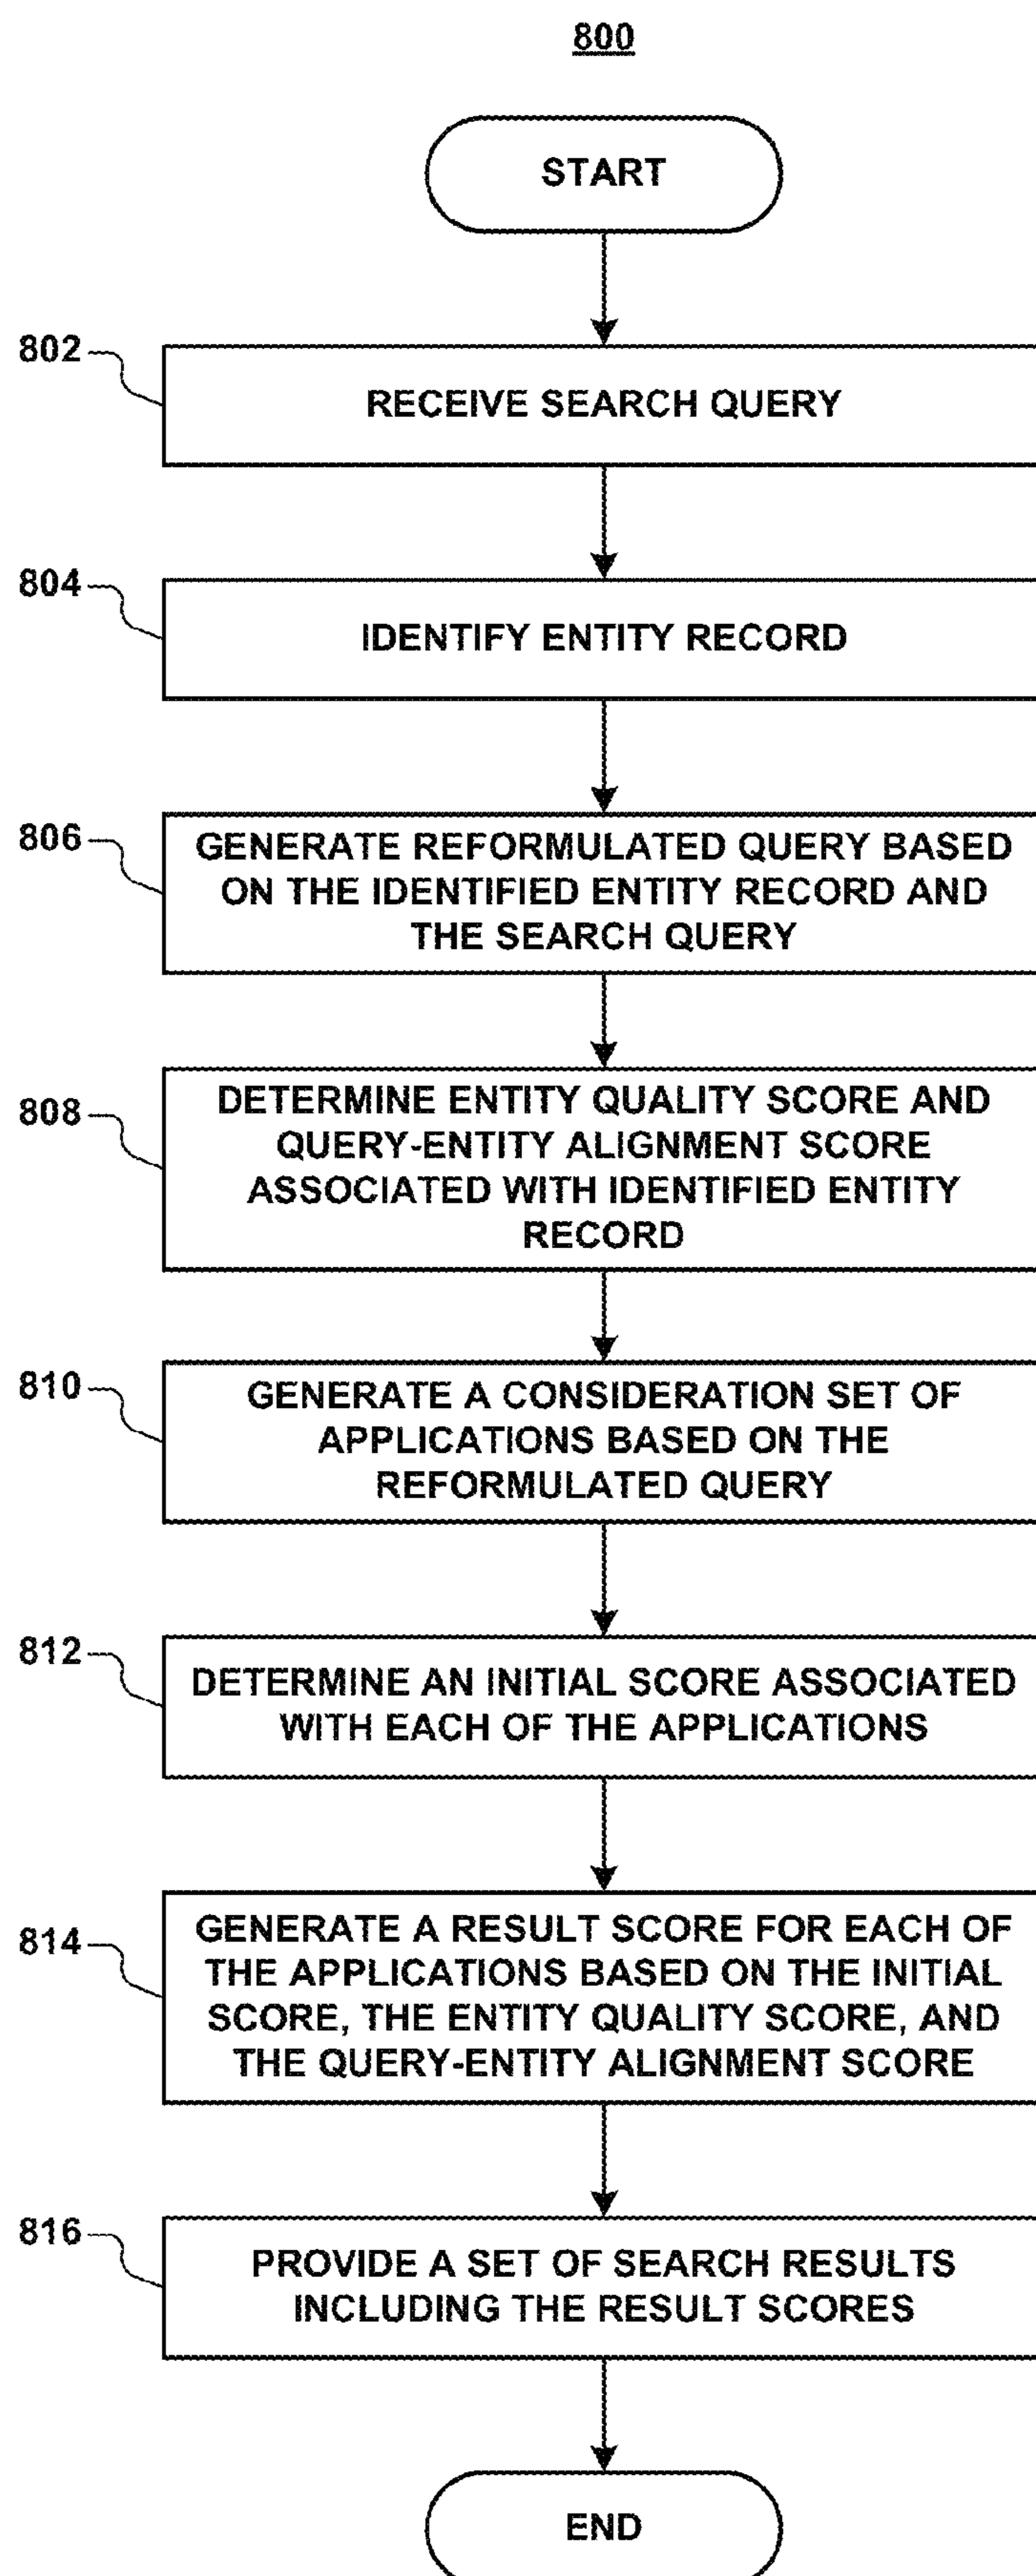 800
START
802
RECEIVE SEARCH QUERY
804
IDENTIFY ENTITY RECORD
806
GENERATE REFORMULATED QUERY BASED
ON THE IDENTIFIED ENTITY RECORD AND
THE SEARCH QUERY
808
DETERMINE ENTITY QUALITY SCORE AND
QUERY-ENTITY ALIGNMENT SCORE
ASSOCIATED WITH IDENTIFIED ENTITY
RECORD
810
GENERATE A CONSIDERATION SET OF
APPLICATIONS BASED ON THE
REFORMULATED QUERY
812
DETERMINE AN INITIAL SCORE ASSOCIATED
WITH EACH OF THE APPLICATIONS
814
GENERATE A RESULT SCORE FOR EACH OF
THE APPLICATIONS BASED ON THE INITIAL
SCORE, THE ENTITY QUALITY SCORE, AND
THE QUERY-ENTITY ALIGNMENT SCORE
816
PROVIDE A SET OF SEARCH RESULTS
INCLUDING THE RESULT SCORES
END